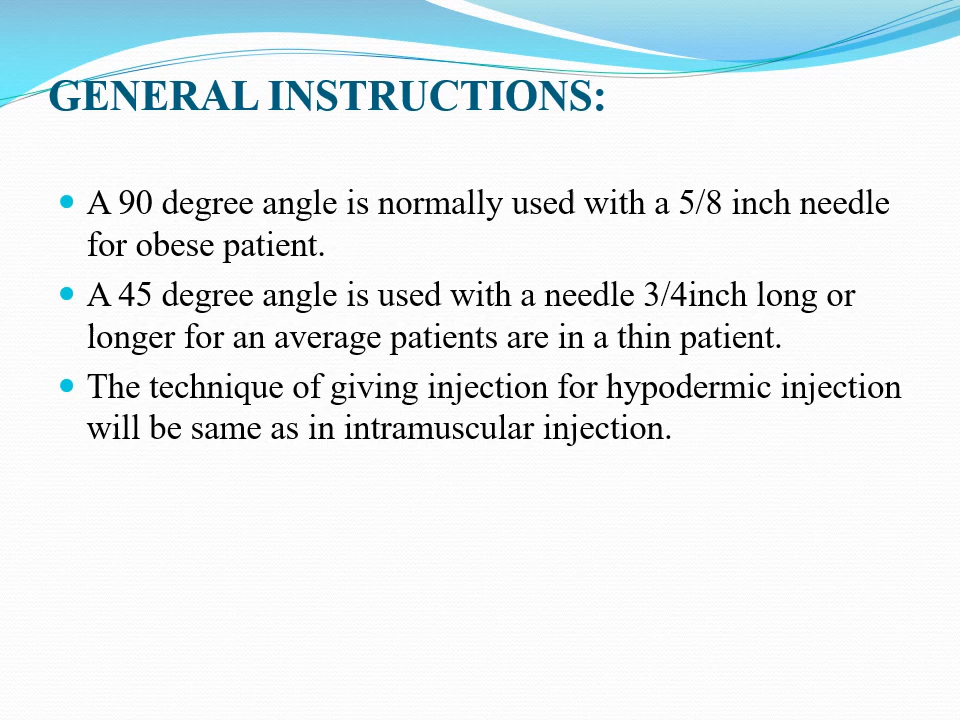 GENERAL INSTRUCTIONS:
A 90 degree angle is normally used with a 5/8 inch needle
for obese patient.
A 45 degree angle is used with a needle 3/4inch long or
longer for an average patients are in a thin patient.
The technique of giving injection for hypodermic injection
will be same as in intramuscular injection.